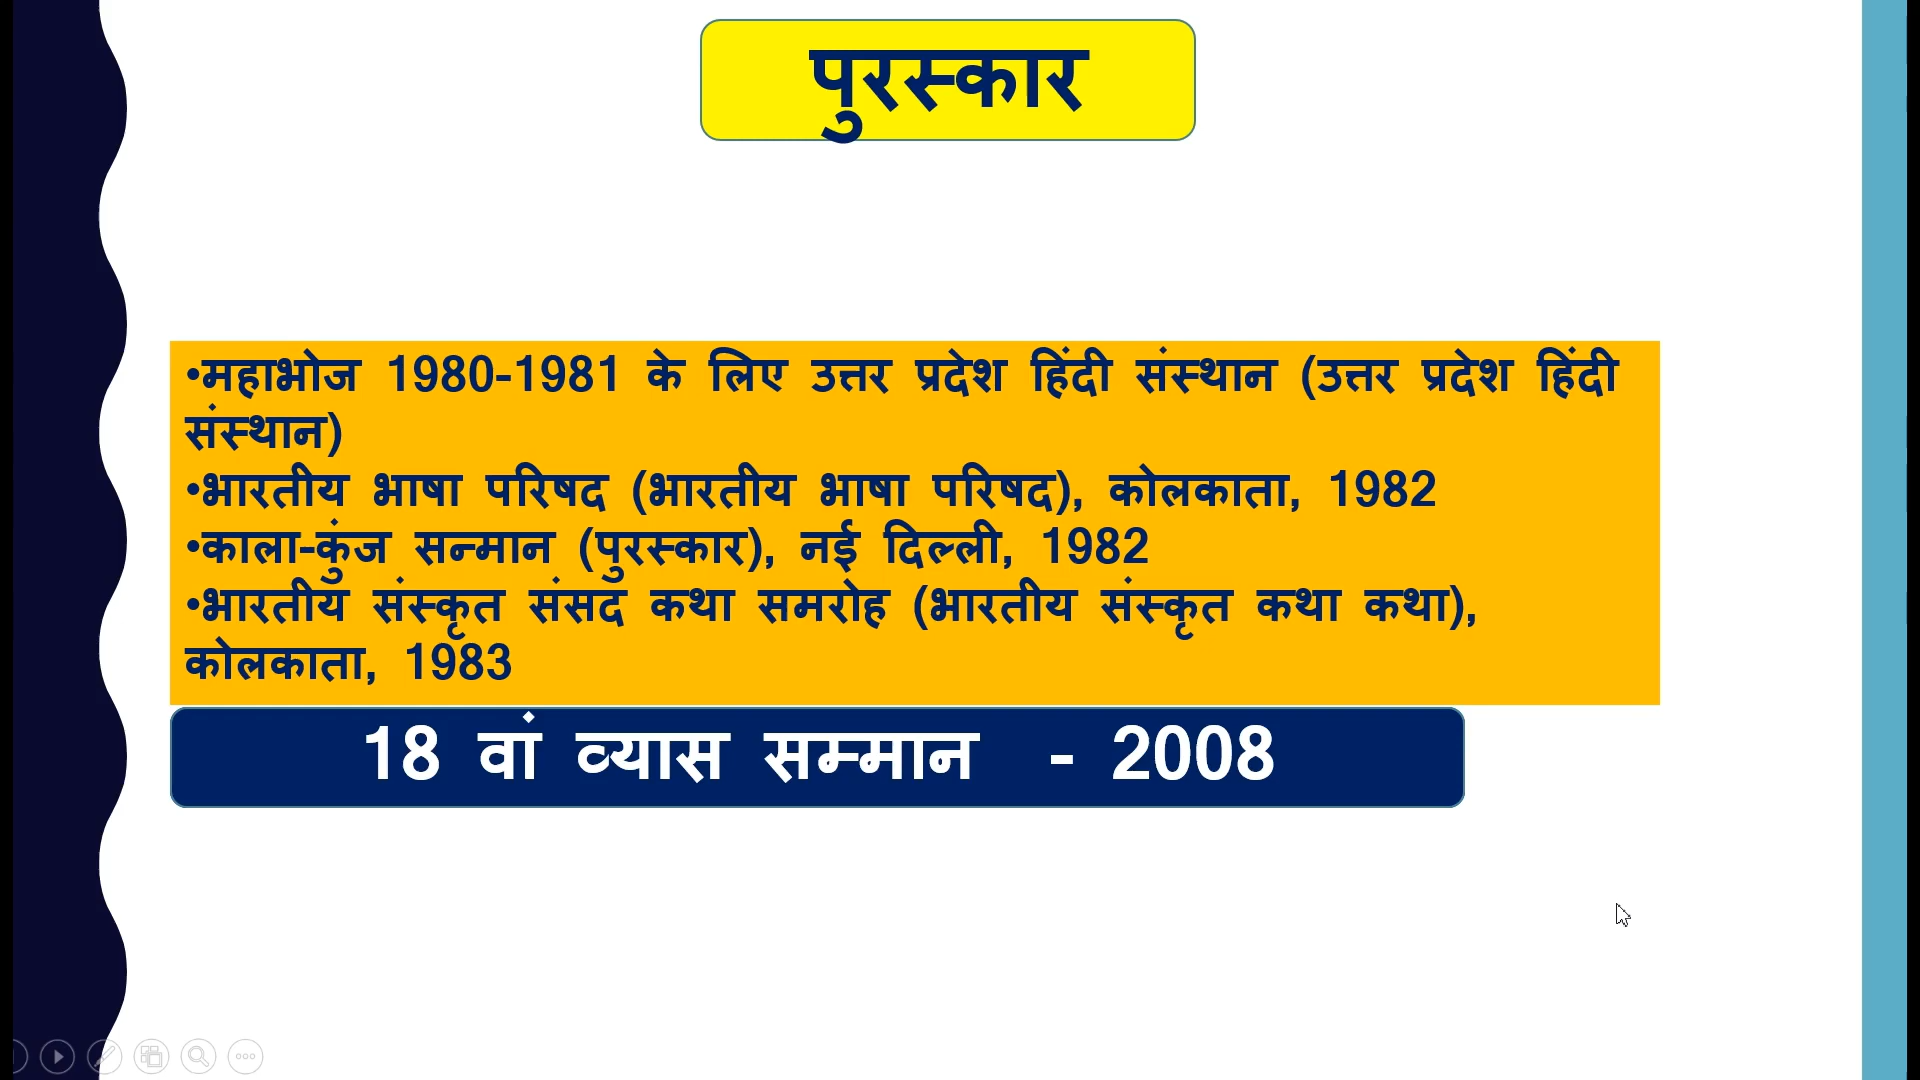 पुरस्कार
•महाभोज 1980-1981 के लिए उत्तर प्रदेश हिंदी संस्थान (उत्तर प्रदेश हिंदी
संस्थान)
•भारतीय भाषा परिषद (भारतीय भाषा परिषद), कोलकाता, 1982
•काला-कुंज सन्मान (पुरस्कार), नई दिल्ली, 1982
•भारतीय संस्कृत संसद कथा समरोह (भारतीय संस्कृत कथा कथा),
कोलकाता, 1983
18 वां व्यास सम्मान - 2008